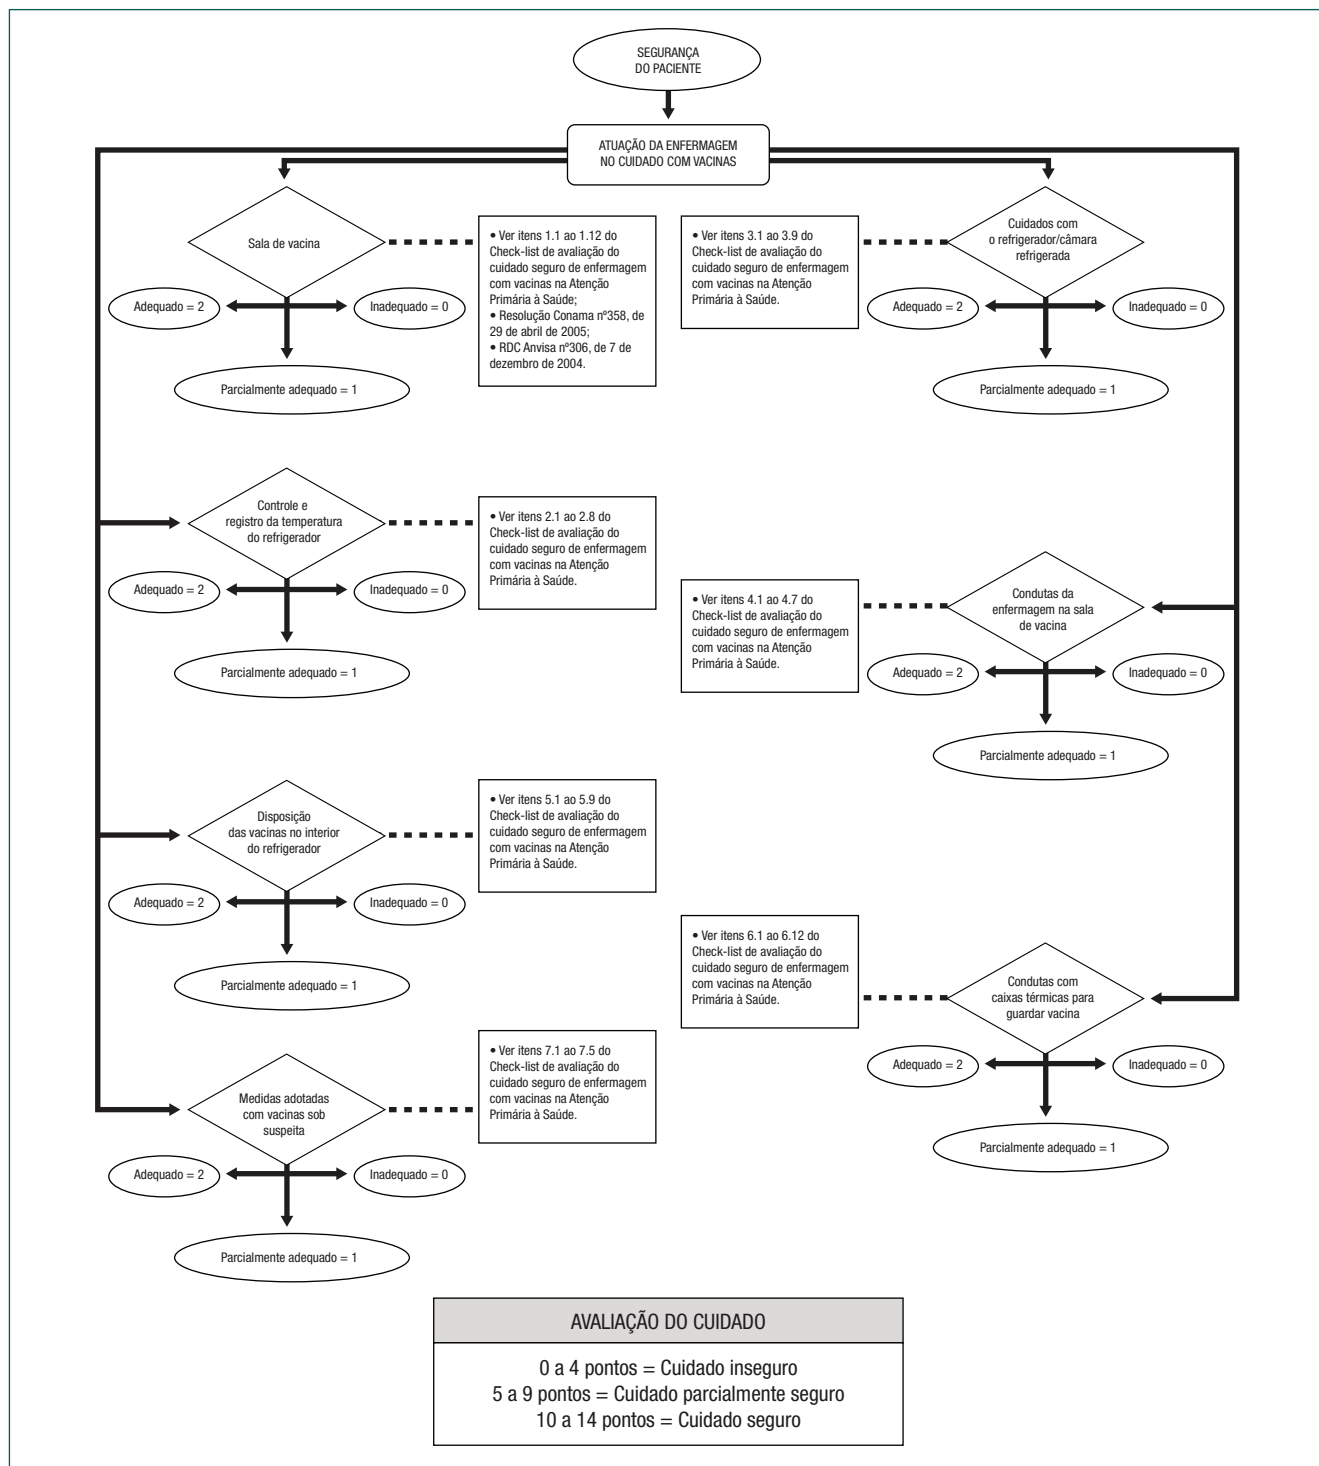 SEGURANÇA
DO PACIENTE
ATUAÇÃO DA ENFERMAGEM
NO CUIDADO COM VACINAS
Sala de vacina
• Ver itens 1.1 ao 1.12 do
Check-list de avaliação do
cuidado seguro de enfermagem
com vacinas na Atenção
Primária à Saúde;
• Resolução Conama nº358, de
29 de abril de 2005;
• RDC Anvisa nº306, de 7 de
dezembro de 2004.
Adequado = 2
Inadequado = 0
Parcialmente adequado = 1
• Ver itens 3.1 ao 3.9 do
Check-list de avaliação do
cuidado seguro de enfermagem
com vacinas na Atenção
Primária à Saúde.
Cuidados com
o refrigerador/câmara
refrigerada
Adequado = 2
Inadequado = 0
Parcialmente adequado = 1
Controle e
registro da temperatura
do refrigerador
• Ver itens 2.1 ao 2.8 do
Check-list de avaliação do
cuidado seguro de enfermagem
com vacinas na Atenção
Primária à Saúde.
Adequado = 2
Inadequado = 0
Parcialmente adequado = 1
• Ver itens 4.1 ao 4.7 do
Check-list de avaliação do
cuidado seguro de enfermagem
com vacinas na Atenção
Primária à Saúde.
Condutas da
enfermagem na sala
de vacina
Adequado = 2
Inadequado = 0
Parcialmente adequado = 1
Disposição
das vacinas no interior
do refrigerador
• Ver itens 5.1 ao 5.9 do
Check-list de avaliação do
cuidado seguro de enfermagem
com vacinas na Atenção
Primária à Saúde.
Adequado = 2
Inadequado = 0
Parcialmente adequado = 1
• Ver itens 6.1 ao 6.12 do
Check-list de avaliação do
cuidado seguro de enfermagem
com vacinas na Atenção
Primária à Saúde.
Condutas com
caixas térmicas para
guardar vacina
Adequado = 2
Inadequado = 0
Parcialmente adequado = 1
Medidas adotadas
com vacinas sob
suspeita
• Ver itens 7.1 ao 7.5 do
Check-list de avaliação do
cuidado seguro de enfermagem
com vacinas na Atenção
Primária à Saúde.
Adequado = 2
Inadequado = 0
Parcialmente adequado = 1
AVALIAÇÃO DO CUIDADO
0 a 4 pontos = Cuidado inseguro
5 a 9 pontos = Cuidado parcialmente seguro
10 a 14 pontos = Cuidado seguro